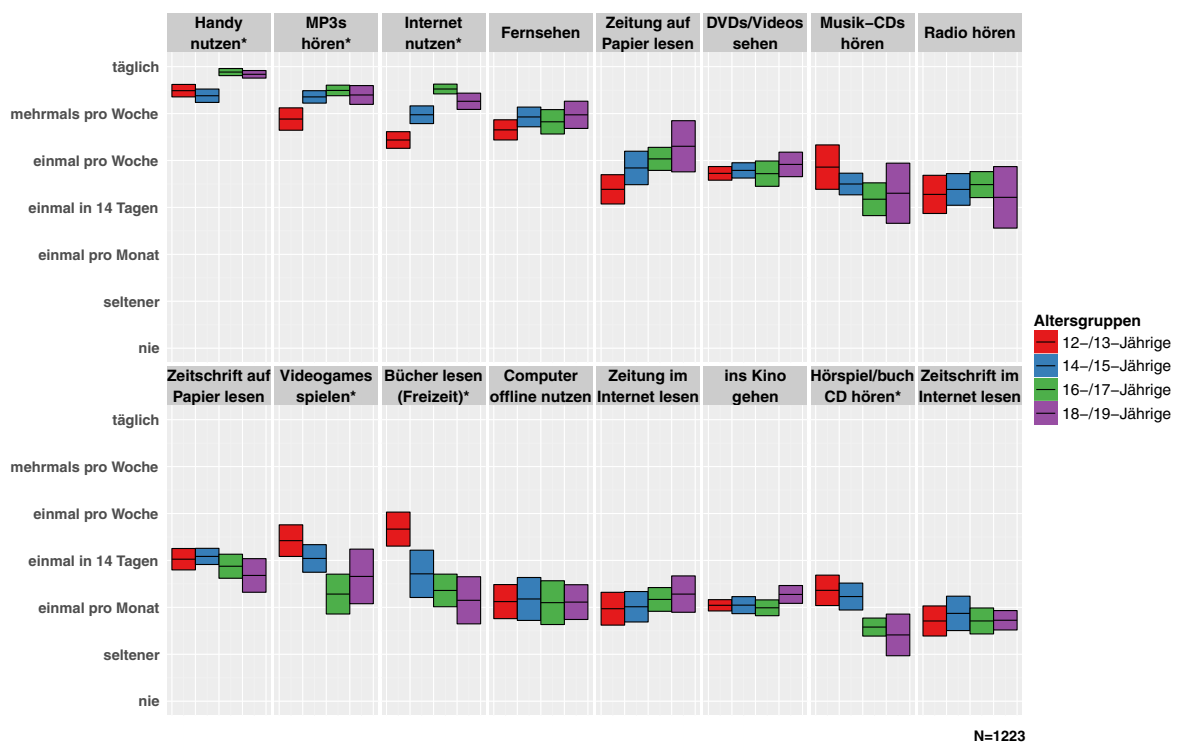 Handy
nutzen*
MP3s
hören*
Internet
nutzen*
Fernsehen
Zeitung auf
Papier lesen
DVDs/Videos
sehen
Musik−CDs
hören
Radio hören
täglich
mehrmals pro Woche
einmal pro Woche
einmal in 14 Tagen
einmal pro Monat
seltener
nie
Zeitschrift auf
Papier lesen
Videogames
spielen*
Bücher lesen
(Freizeit)*
Computer
offline nutzen
Zeitung im
Internet lesen
ins Kino
gehen
Hörspiel/buch
CD hören*
Zeitschrift im
Internet lesen
täglich
mehrmals pro Woche
einmal pro Woche
einmal in 14 Tagen
einmal pro Monat
seltener
nie
Altersgruppen
12−/13−Jährige
14−/15−Jährige
16−/17−Jährige
18−/19−Jährige
N=1223